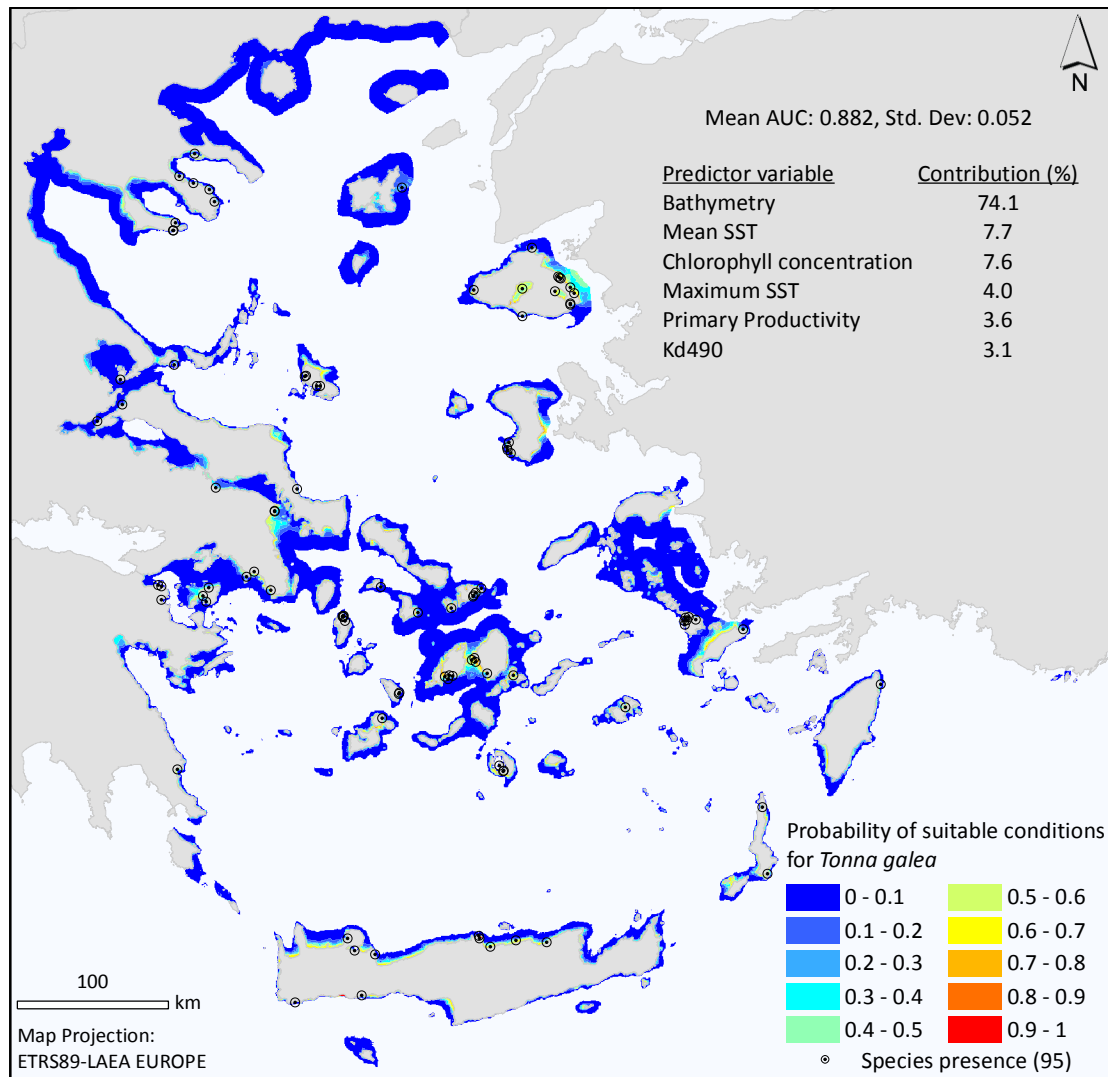 N
Mean AUC: 0.882, Std. Dev: 0.052
Predictor variable Contribution (%)
Bathymetry 74.1
Mean SST 7.7
Chlorophyll concentration 7.6
Maximum SST 4.0
Primary Productivity 3.6
Kd490 3.1
Probability of suitable conditions
for Tonna galea
0 - 0.1 0.5 - 0.6
0.1 - 0.2 0.6 - 0.7
0.2 - 0.3 0.7 - 0.8
0.3 - 0.4 0.8 - 0.9
0.4 - 0.5 0.9 - 1
Species presence (95)
100
km
Map Projection:
ETRS89-LAEA EUROPE